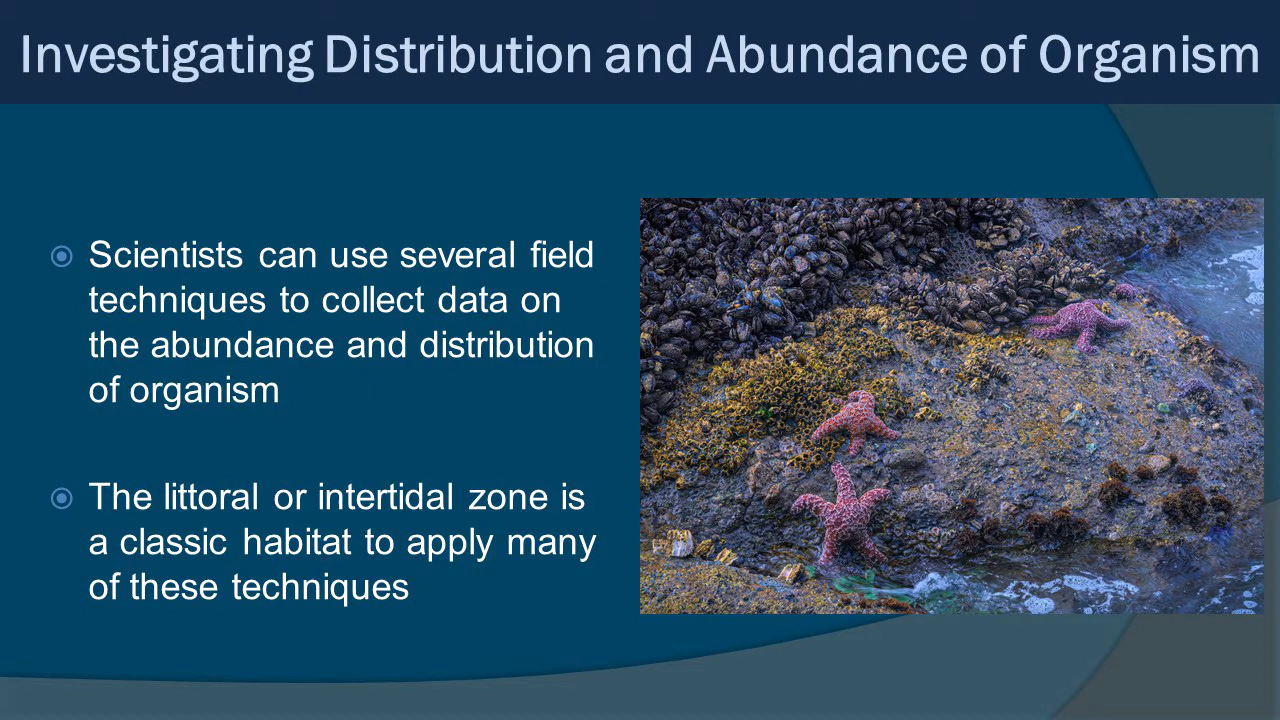 Investigating Distribution and Abundance of Organism
Scientists can use several field
techniques to collect data on
the abundance and distribution
of organism
The littoral or intertidal zone is
a classic habitat to apply many
of these techniques